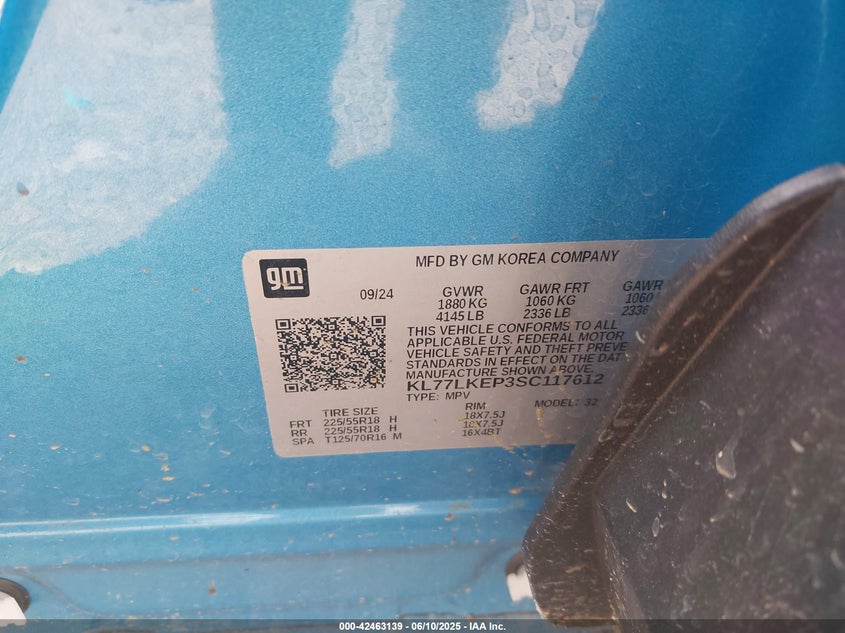 gm
MFD BY GM KOREA COMPANY
09/24
GVWR GAWR FRT GAWR
1880 KG 1060 KG 1060
4145 LB 2336 LB 2336
THIS VEHICLE CONFORMS TO ALL
APPLICABLE U.S. FEDERAL MOTOR
VEHICLE SAFETY AND THEFT PREVE
STANDARDS IN EFFECT ON THE DAT
MANUFACTURE SHOWN ABOVE.
KL77LKEP3SC117612
TYPE: MPV MODEL: 32
TIRE SIZE RIM
FRT 225/55R18 H 18X7.5J
RR 225/55R18 H 18X7.5J
SPA T125/70R16 M 16X4BT
000-42463139 - 06/10/2025 - IAA Inc.